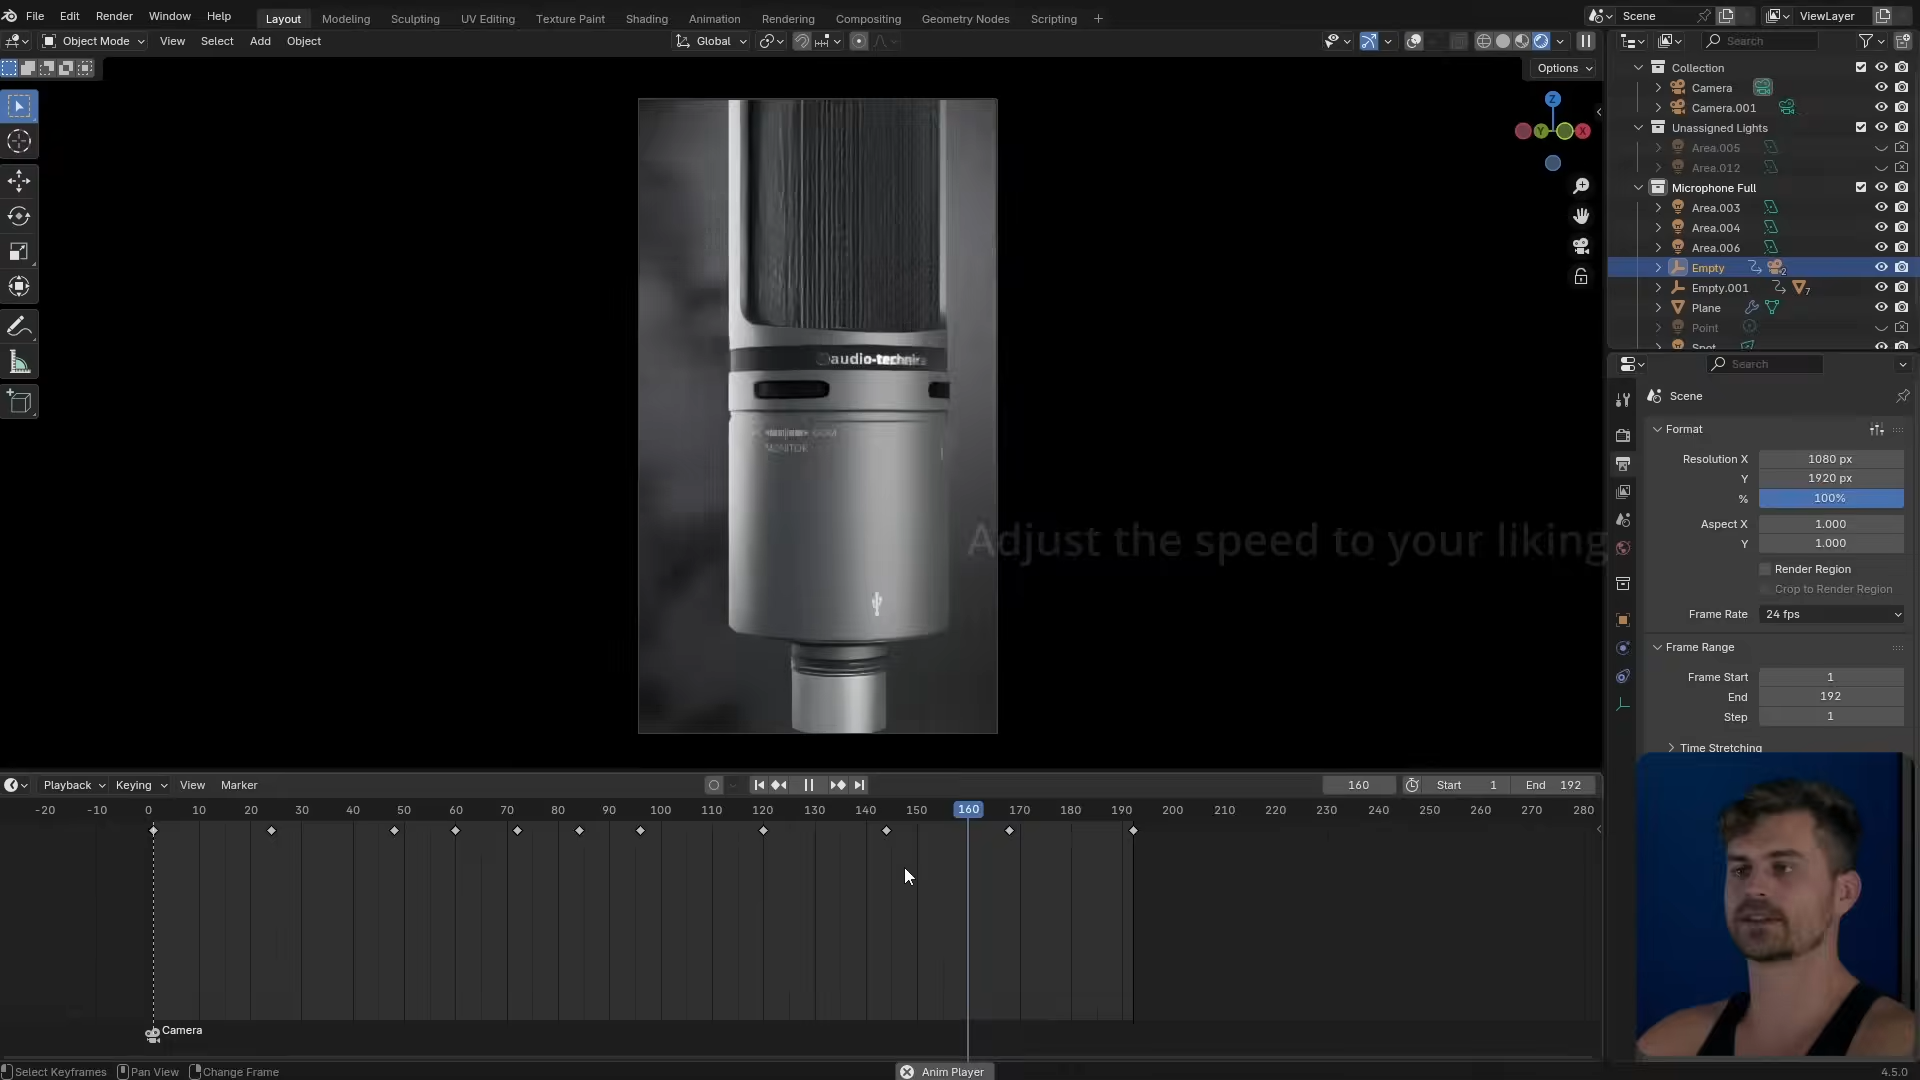 File Edit Render Window Help Layout Modeling Sculpting UV Editing Texture Paint Shading Animation Rendering Compositing Geometry Nodes Scripting + Scene ViewLayer
Object Mode View Select Add Object Global Search
Options
Collection
Camera
Camera.001
Unassigned Lights
Area.005
Area.012
Microphone Full
Area.003
Area.004
Area.006
Empty 2
Empty.001 7
Plane
Point
Spot
Z
Y X
audio-technica
MONITOR
Adjust the speed to your liking
Search
Scene
Format
Resolution X 1080 px
Y 1920 px
% 100%
Aspect X 1.000
Y 1.000
Render Region
Crop to Render Region
Frame Rate 24 fps
Frame Range
Frame Start 1
End 192
Step 1
Time Stretching
Playback Keying View Marker 160 Start 1 End 192
-20 -10 0 10 20 30 40 50 60 70 80 90 100 110 120 130 140 150 160 170 180 190 200 210 220 230 240 250 260 270 280
Camera
Select Keyframes Pan View Change Frame Anim Player 4.5.0